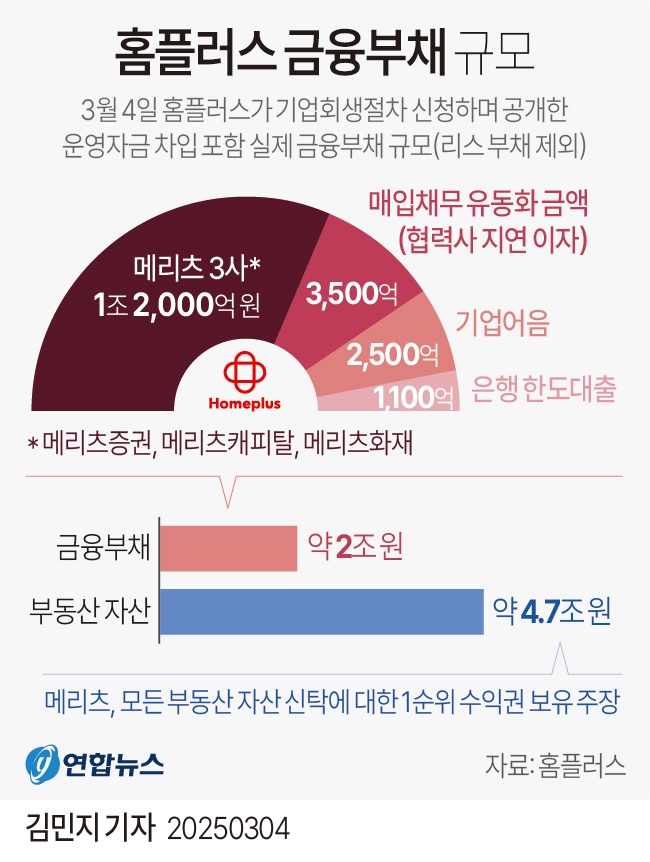 홈플러스 금융부채 규모
3월 4일 홈플러스가 기업회생절차 신청하며 공개한
운영자금 차입 포함 실제 금융부채 규모(리스 부채 제외)
매입채무 유동화 금액
(협력사 지연 이자)
메리츠 3사*
1조 2,000억 원
3,500억
기업어음
2,500억
은행 한도대출
1,100억
Homeplus
*메리츠증권, 메리츠캐피탈, 메리츠화재
금융부채
약 2조 원
부동산 자산
약 4.7조 원
메리츠, 모든 부동산 자산 신탁에 대한 1순위 수익권 보유 주장
연합뉴스
자료: 홈플러스
김민지 기자 20250304